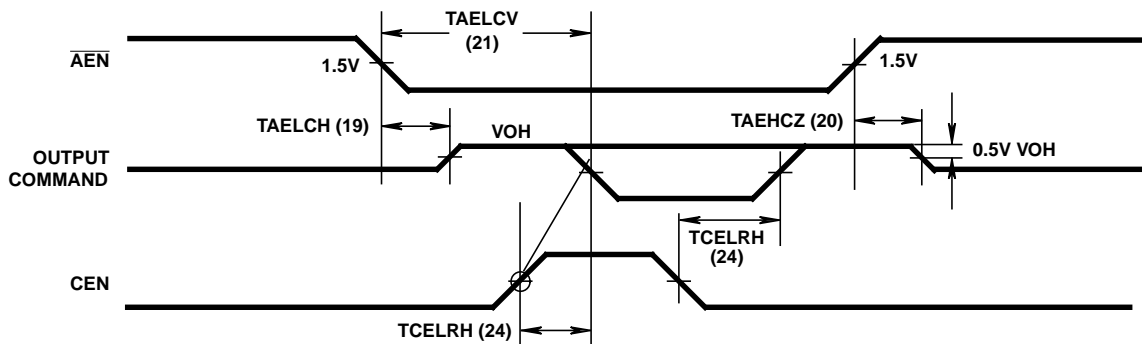 TAELCV
(21)
AEN
1.5V
1.5V
TAELCH (19)
VOH
TAEHCZ (20)
0.5V VOH
OUTPUT
COMMAND
TCELRH
(24)
CEN
TCELRH (24)